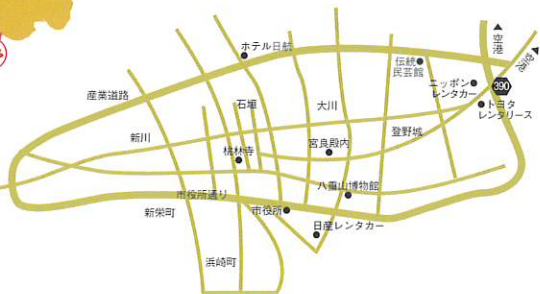 ホテル日航
空港
空港
伝統
民芸館
ニッポン
レンタカー
390
トヨタ
レンタリース
産業道路
石垣
大川
新川
宮良殿内
登野城
桃林寺
八重山博物館
市役所通り
新栄町
市役所
日産レンタカー
浜崎町